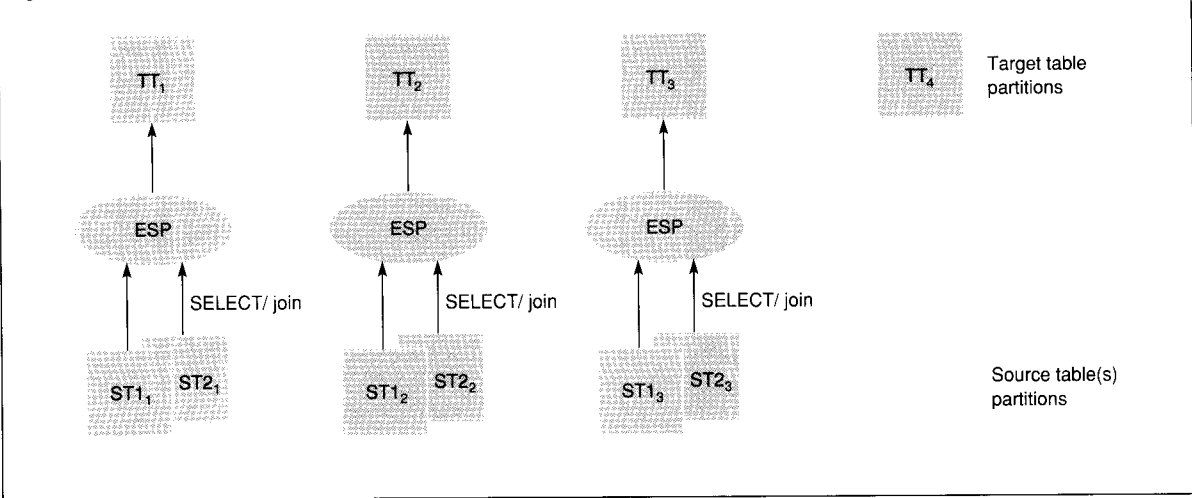 TT₁
TT₂
TT₃
TT₄
Target table
partitions
ESP
ESP
ESP
SELECT/ join
SELECT/ join
SELECT/ join
ST1₁
ST2₁
ST1₂
ST2₂
ST1₃
ST2₃
Source table(s)
partitions